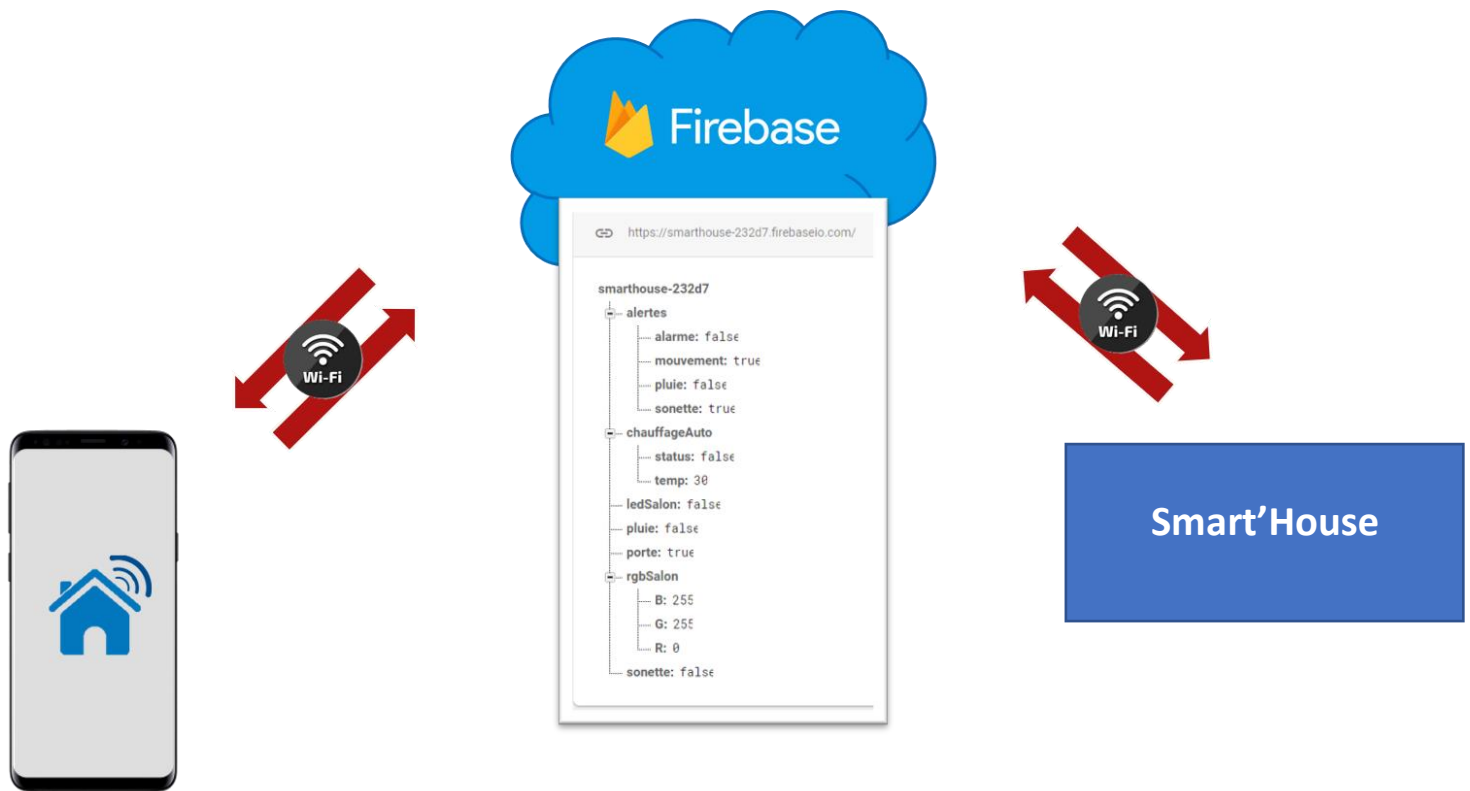 Firebase
https://smarthouse-232d7.firebaseio.com/
smarthouse-232d7
alertes
alarme: false
mouvement: true
pluie: false
sonette: true
chauffageAuto
status: false
temp: 30
ledSalon: false
pluie: false
porte: true
rgbSalon
B: 255
G: 255
R: 0
sonette: false
Wi-Fi
Wi-Fi
Smart’House